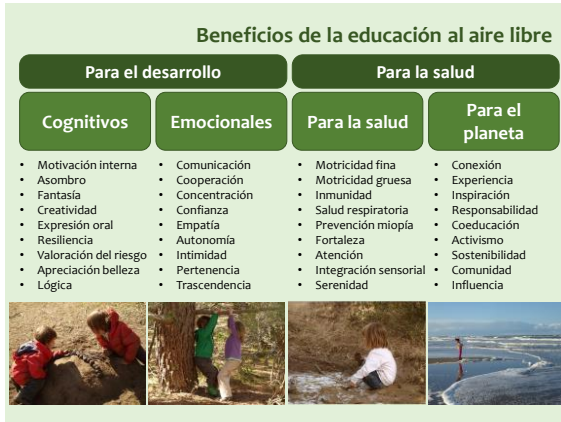 Beneficios de la educación al aire libre
Para el desarrollo
Para la salud
Cognitivos
Emocionales
Para la salud
Para el
planeta
• Motivación interna
• Asombro
• Fantasía
• Creatividad
• Expresión oral
• Resiliencia
• Valoración del riesgo
• Apreciación belleza
• Lógica
• Comunicación
• Cooperación
• Concentración
• Confianza
• Empatía
• Autonomía
• Intimidad
• Pertenencia
• Trascendencia
• Motricidad fina
• Motricidad gruesa
• Inmunidad
• Salud respiratoria
• Prevención miopía
• Fortaleza
• Atención
• Integración sensorial
• Serenidad
• Conexión
• Experiencia
• Inspiración
• Responsabilidad
• Coeducación
• Activismo
• Sostenibilidad
• Comunidad
• Influencia